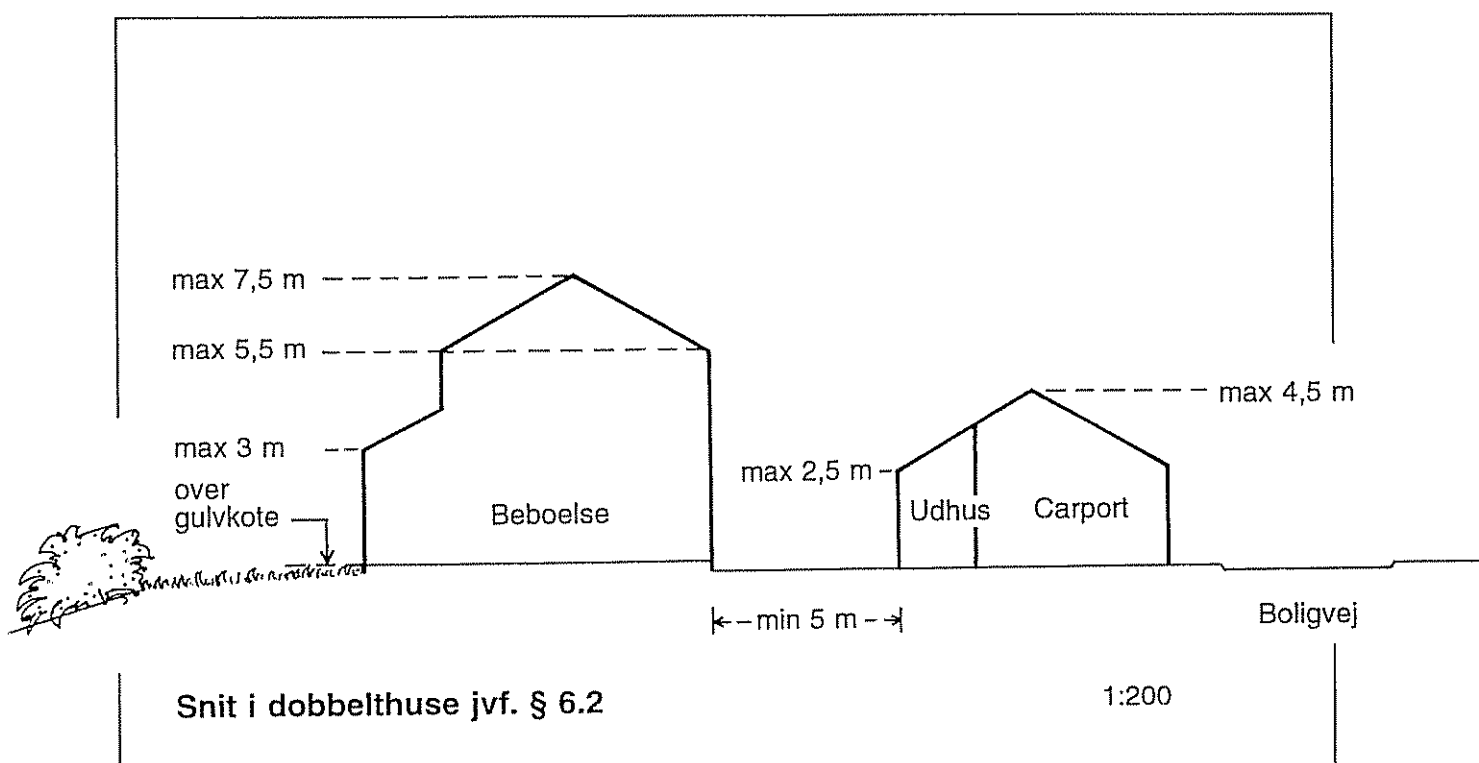 max 7,5 m
max 5,5 m
max 4,5 m
max 3 m
max 2,5 m
over
gulvkote
Beboelse
Udhus
Carport
min 5 m
Boligvej
Snit i dobbelthuse jvf. § 6.2
1:200